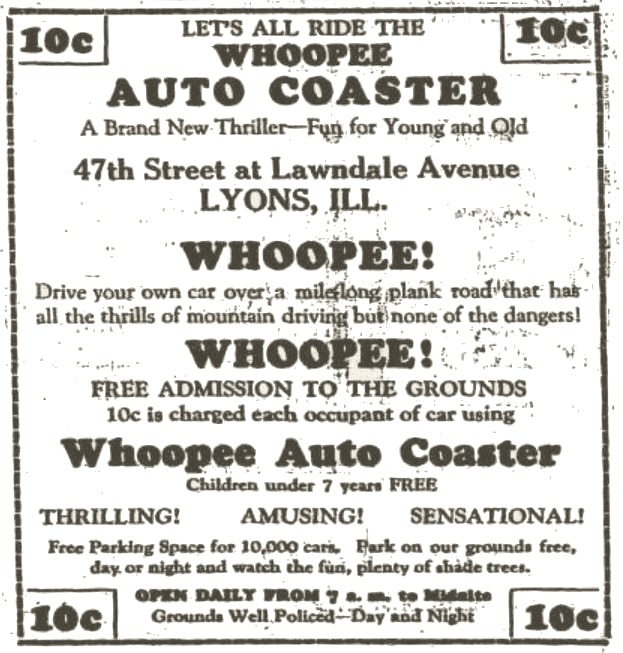 10c
LET'S ALL RIDE THE
10c
WHOOPEE
AUTO COASTER
A Brand New Thriller—Fun for Young and Old
47th Street at Lawndale Avenue
LYONS, ILL.
WHOOPEE!
Drive your own car over a mile-long plank road that has
all the thrills of mountain driving but none of the dangers!
WHOOPEE!
FREE ADMISSION TO THE GROUNDS
10c is charged each occupant of car using
Whoopee Auto Coaster
Children under 7 years FREE
THRILLING! AMUSING! SENSATIONAL!
Free Parking Space for 10,000 cars. Park on our grounds free,
day or night and watch the fun, plenty of shade trees.
OPEN DAILY FROM 7 a. m. to Midnite
Grounds Well Policed—Day and Night
10c
10c